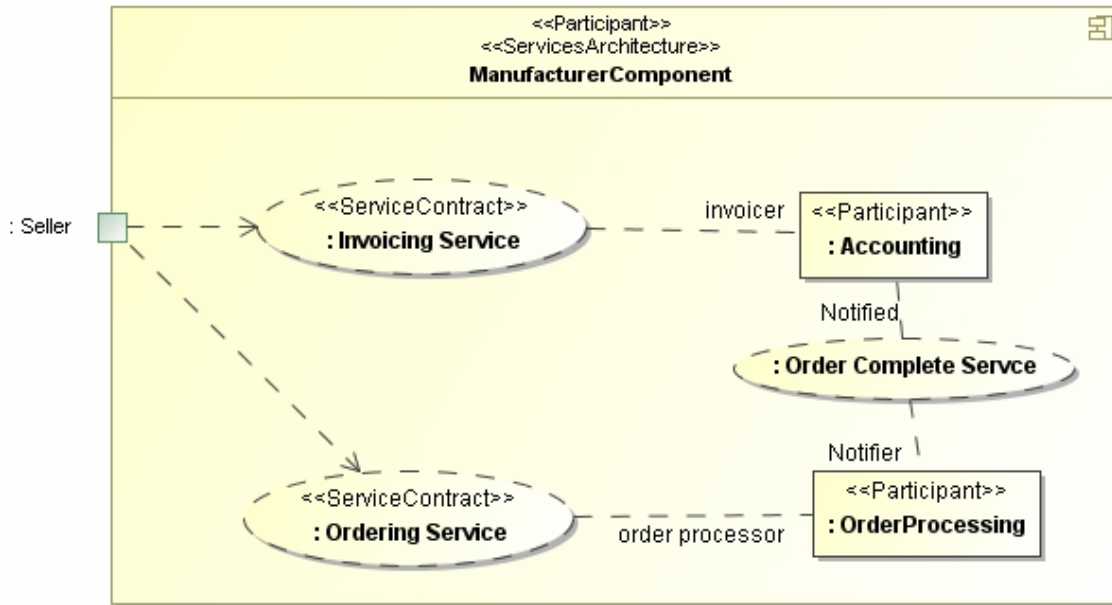 <<Participant>>
<<ServicesArchitecture>>
ManufacturerComponent
: Seller
<<ServiceContract>>
: Invoicing Service
invoicer
<<Participant>>
: Accounting
Notified
: Order Complete Servce
Notifier
<<ServiceContract>>
: Ordering Service
order processor
<<Participant>>
: OrderProcessing